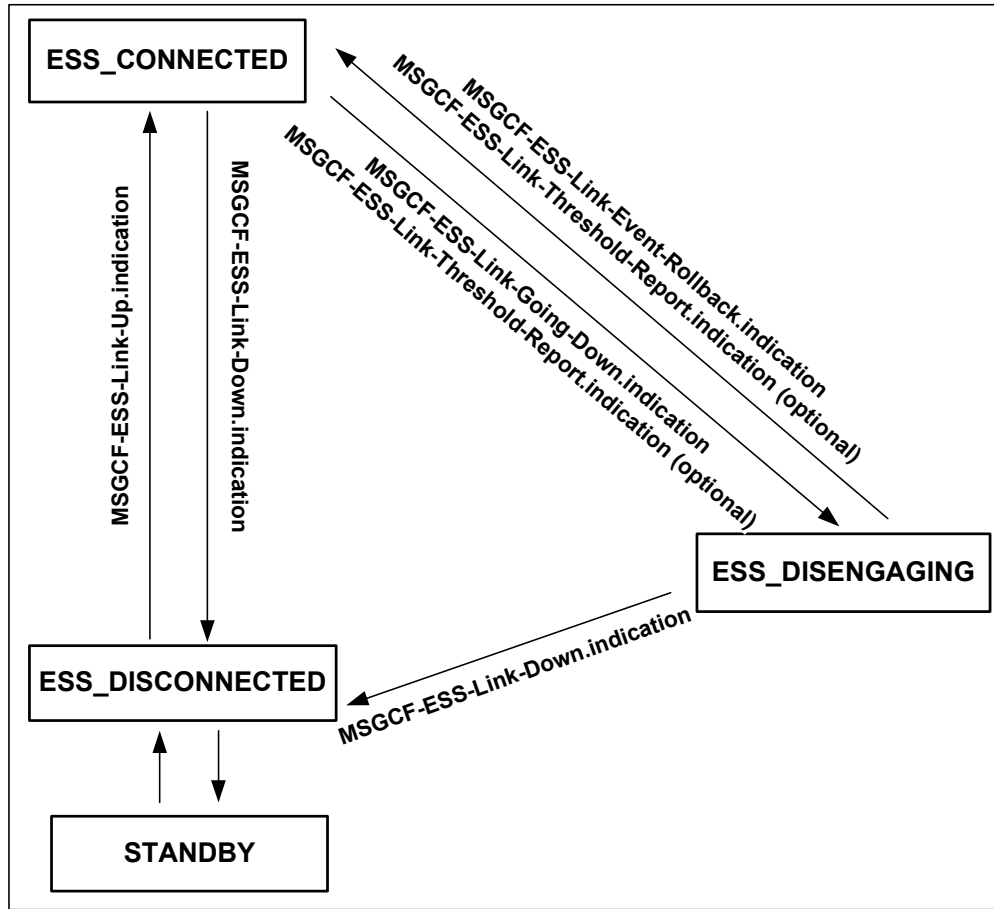 ESS_CONNECTED
MSGCF-ESS-Link-Event-Rollback.indication
MSGCF-ESS-Link-Threshold-Report.indication (optional)
MSGCF-ESS-Link-Going-Down.indication
MSGCF-ESS-Link-Threshold-Report.indication (optional)
MSGCF-ESS-Link-Up.indication
MSGCF-ESS-Link-Down.indication
ESS_DISENGAGING
MSGCF-ESS-Link-Down.indication
ESS_DISCONNECTED
STANDBY